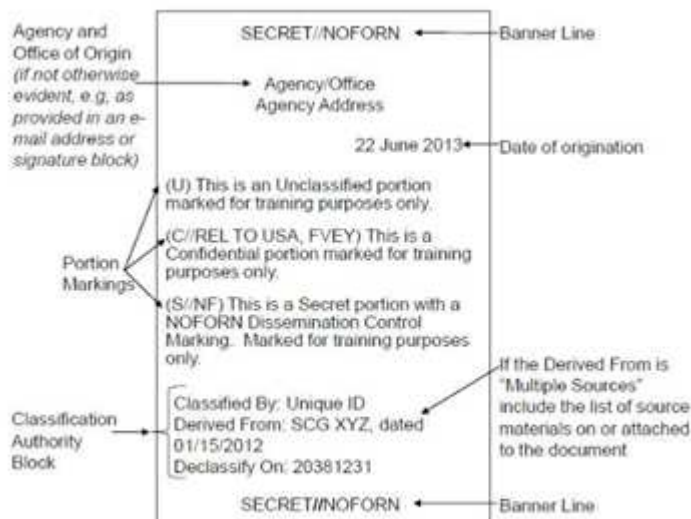 Agency and
Office of Origin
(if not otherwise
evident, e.g, as
provided in an e-
mail address or
signature block)
SECRET//NOFORN
Banner Line
Agency/Office
Agency Address
22 June 2013
Date of origination
(U) This is an Unclassified portion
marked for training purposes only.
(C//REL TO USA, FVEY) This is a
Confidential portion marked for training
purposes only.
Portion
Markings
(S//NF) This is a Secret portion with a
NOFORN Dissemination Control
Marking. Marked for training purposes
only.
Classification
Authority
Block
Classified By: Unique ID
Derived From: SCG XYZ, dated
01/15/2012
Declassify On: 20381231
If the Derived From is
"Multiple Sources"
include the list of source
materials on or attached
to the document
SECRET//NOFORN
Banner Line